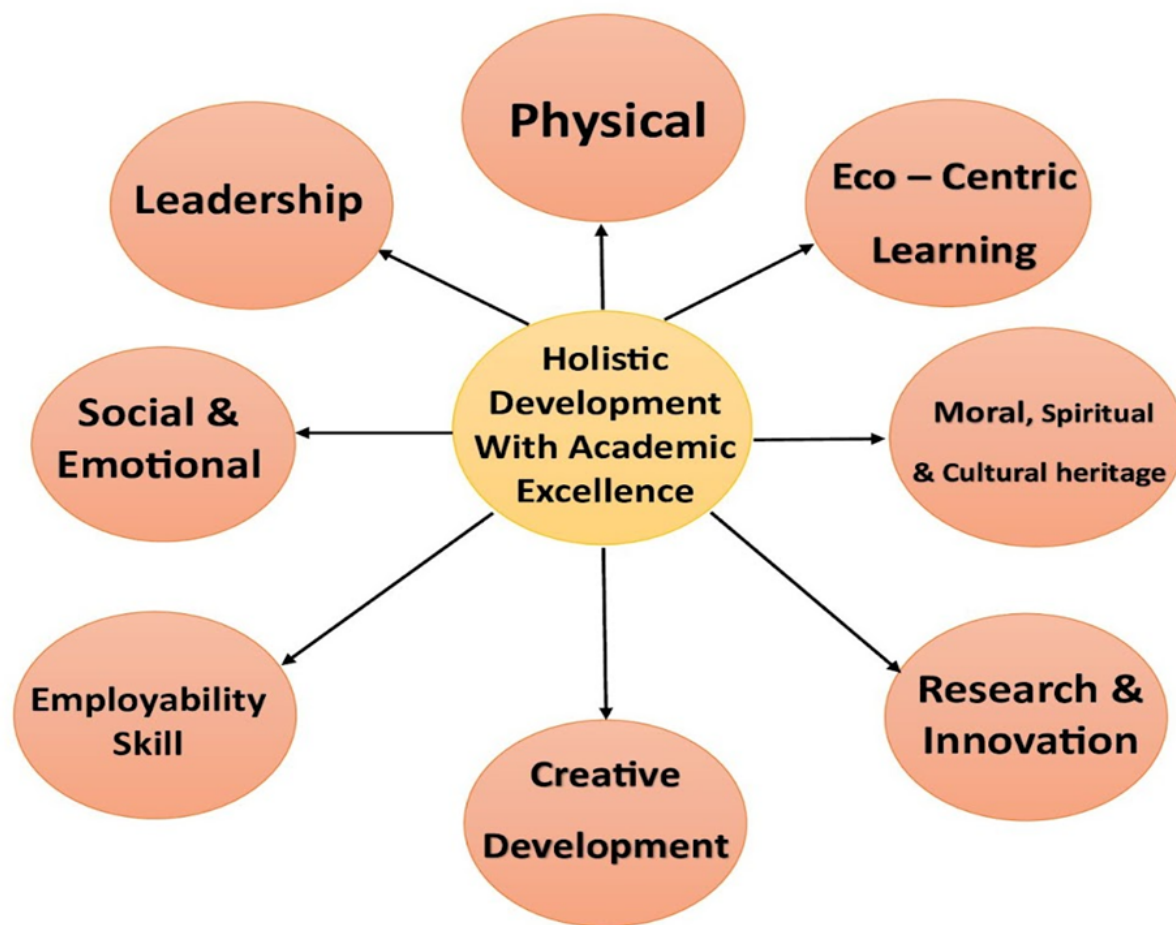 Physical
Leadership
Eco – Centric
Learning
Holistic
Development
With Academic
Excellence
Social &
Emotional
Moral, Spiritual
& Cultural heritage
Employability
Skill
Research &
Innovation
Creative
Development